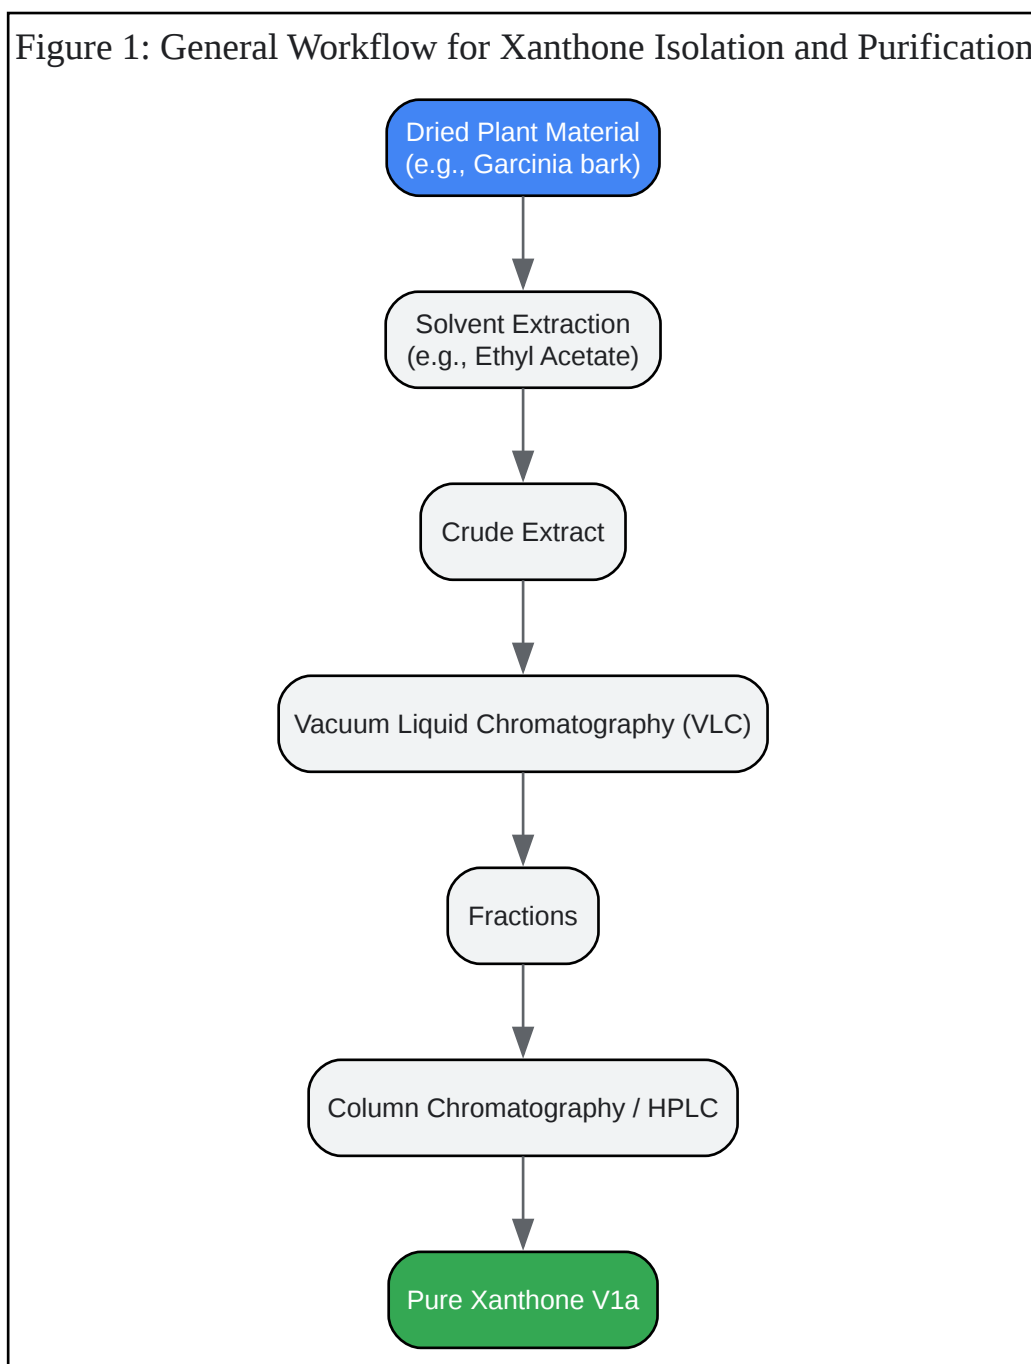 Figure 1: General Workflow for Xanthone Isolation and Purification
Dried Plant Material
(e.g., Garcinia bark)
Solvent Extraction
(e.g., Ethyl Acetate)
Crude Extract
Vacuum Liquid Chromatography (VLC)
Fractions
Column Chromatography / HPLC
Pure Xanthone V1a